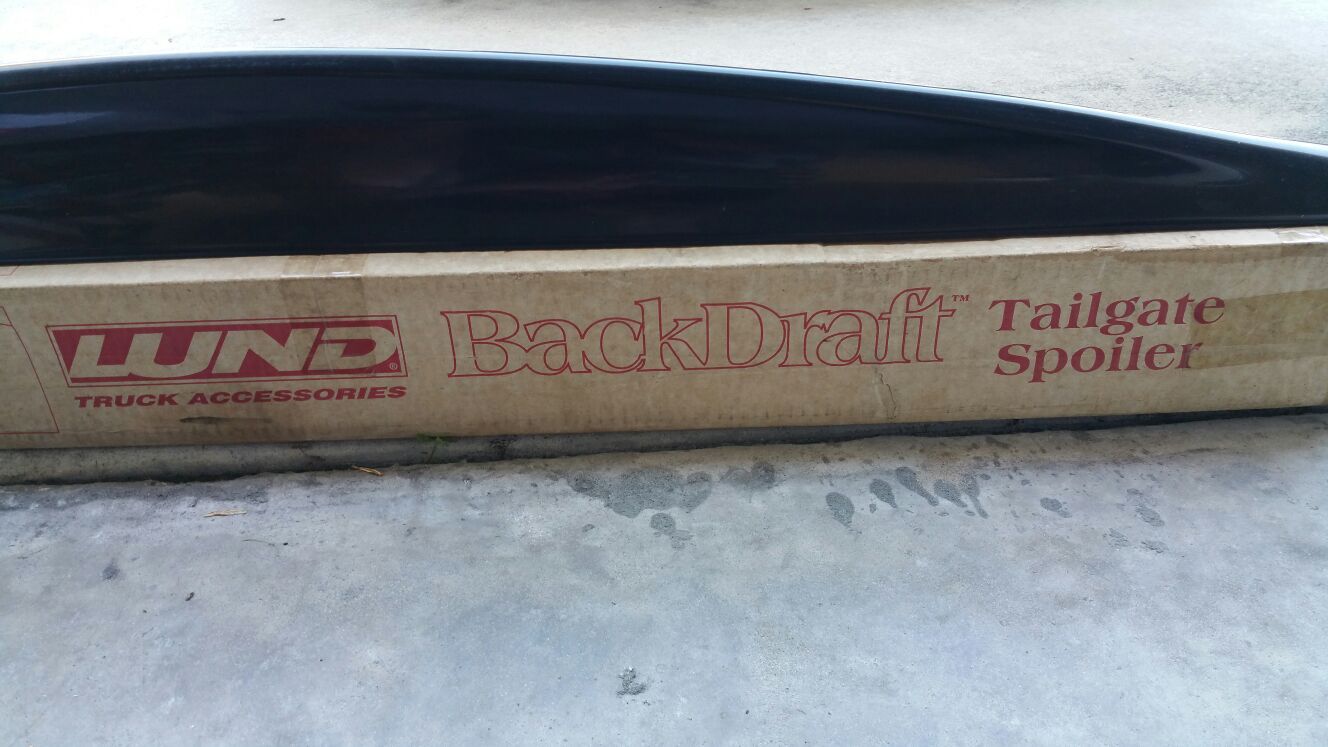 LUND®
TRUCK ACCESSORIES
BackDraft™
Tailgate
Spoiler